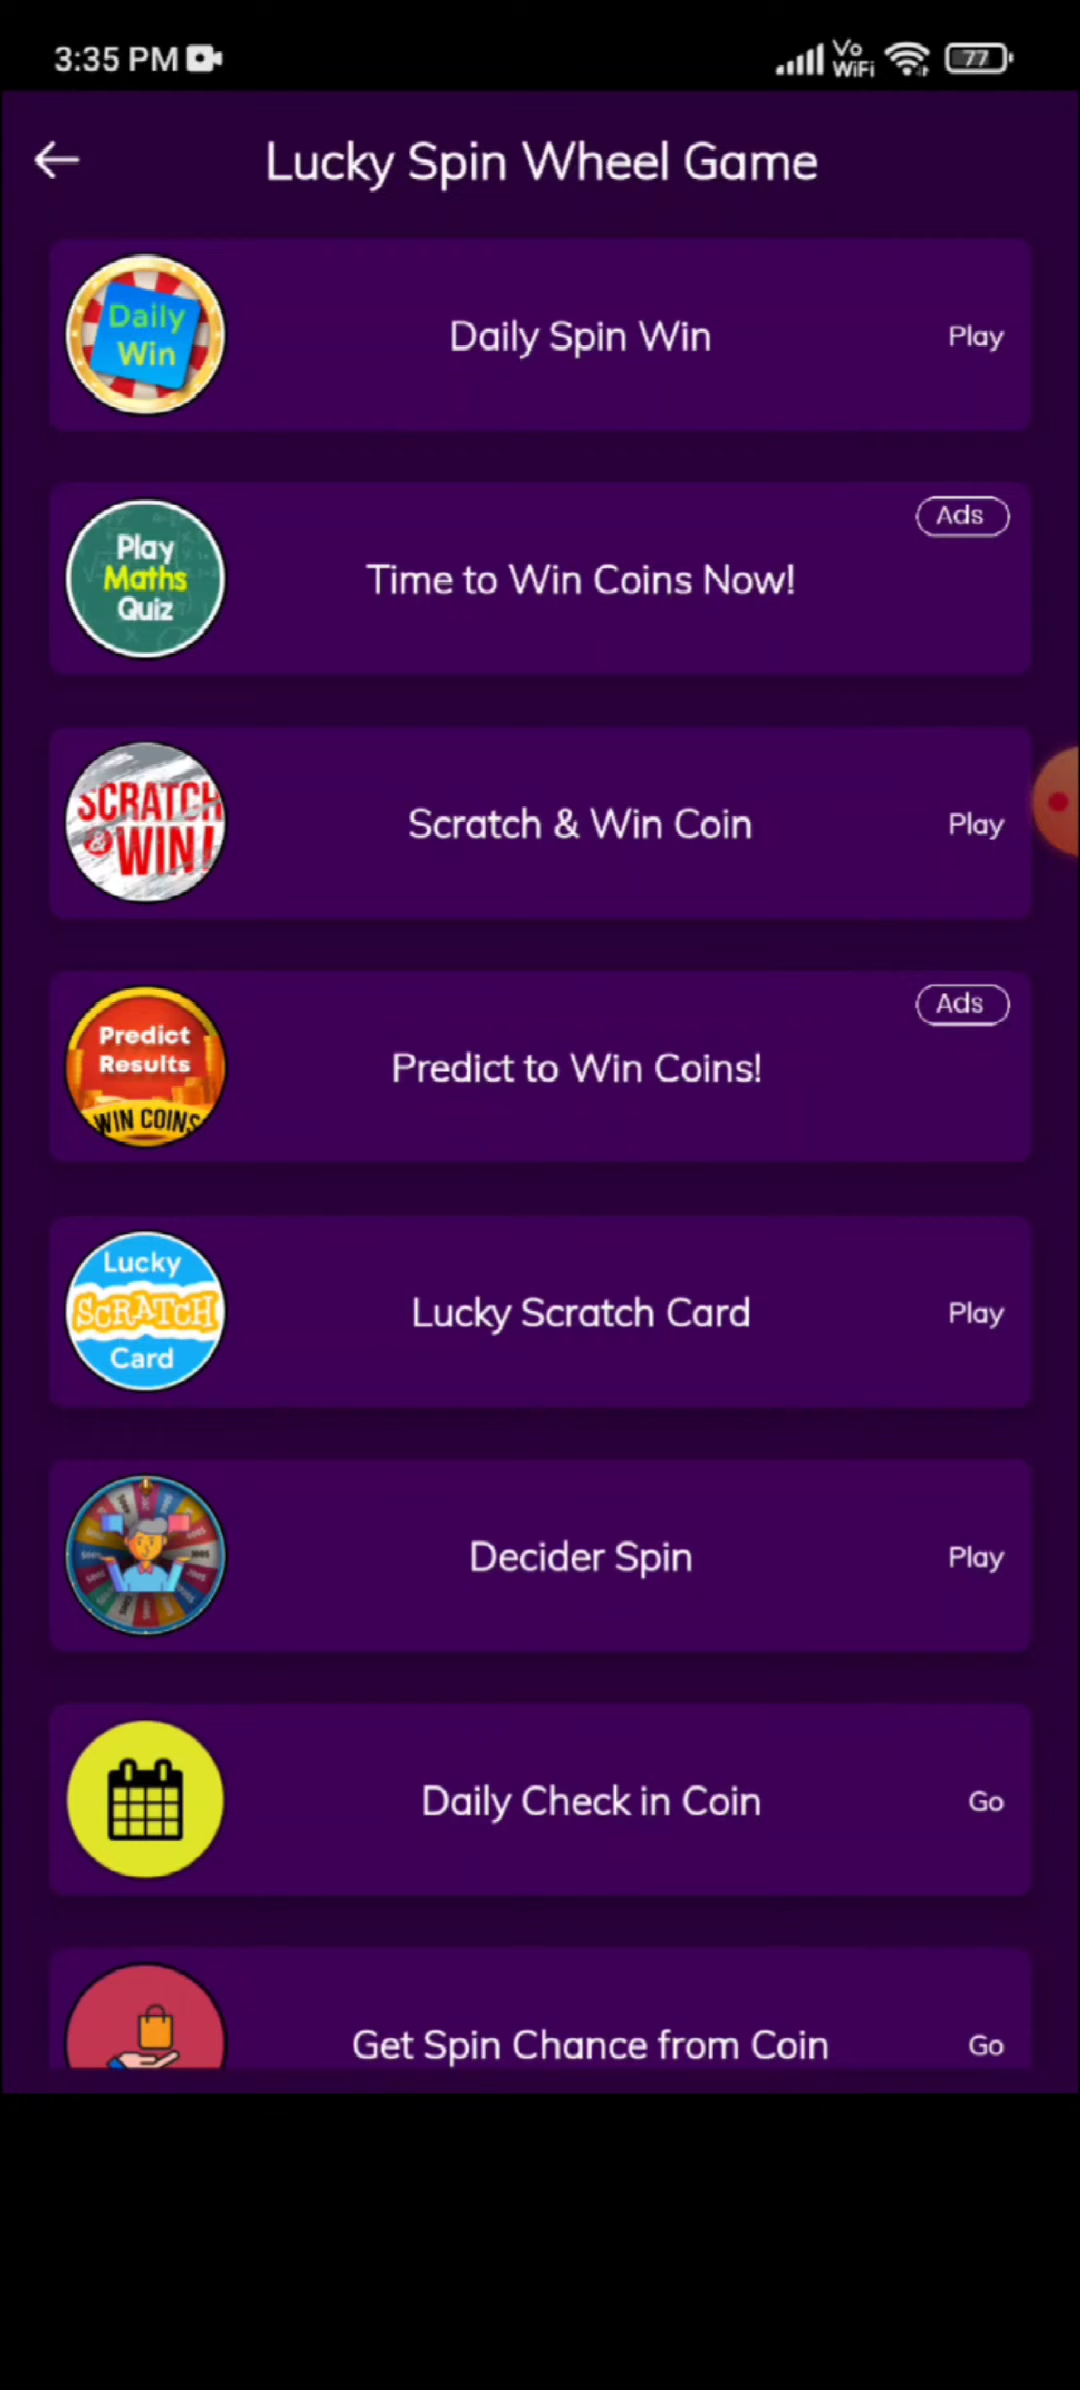 3:35 PM
Vo
WiFi
77
Lucky Spin Wheel Game
Daily
Win
Daily Spin Win
Play
Ads
Play
Maths
Quiz
Time to Win Coins Now!
SCRATCH
& WIN!
Scratch & Win Coin
Play
Ads
Predict
Results
WIN COINS
Predict to Win Coins!
Lucky
SCRATCH
Card
Lucky Scratch Card
Play
Decider Spin
Play
Daily Check in Coin
Go
Get Spin Chance from Coin
Go